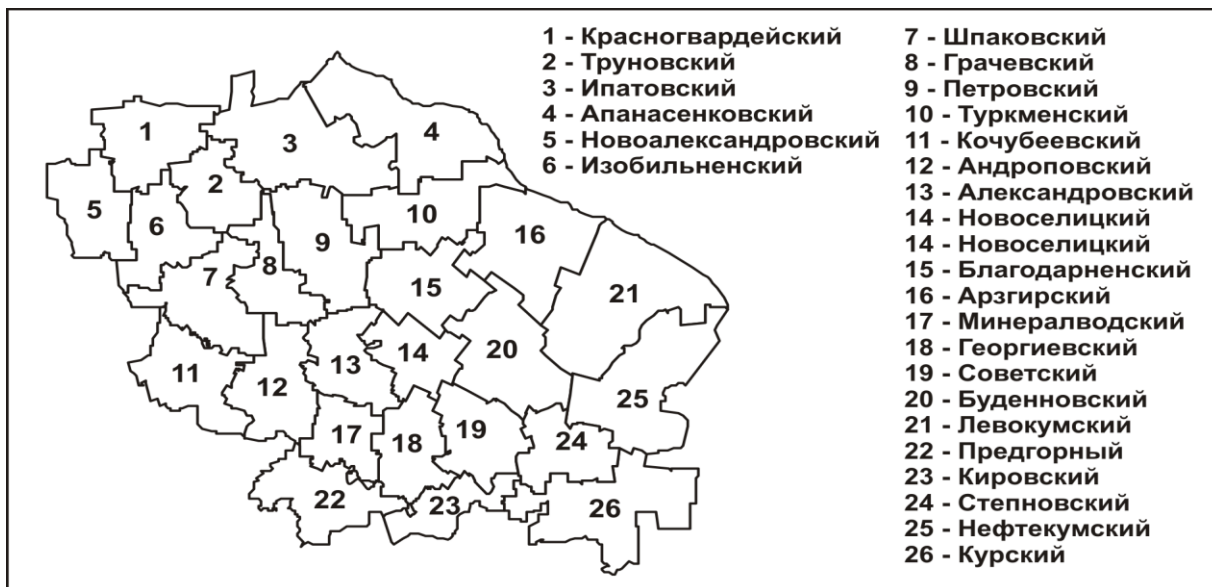 1 - Красногвардейский
2 - Труновский
3 - Ипатовский
4 - Апанасенковский
5 - Новоалександровский
6 - Изобильненский
7 - Шпаковский
8 - Грачевский
9 - Петровский
10 - Туркменский
11 - Кочубеевский
12 - Андроповский
13 - Александровский
14 - Новоселицкий
14 - Новоселицкий
15 - Благодарненский
16 - Арзгирский
17 - Минералводский
18 - Георгиевский
19 - Советский
20 - Буденновский
21 - Левокумский
22 - Предгорный
23 - Кировский
24 - Степновский
25 - Нефтекумский
26 - Курский
1
3
4
2
5
6
10
9
16
8
7
15
21
20
14
13
11
12
25
17
18
19
24
22
23
26